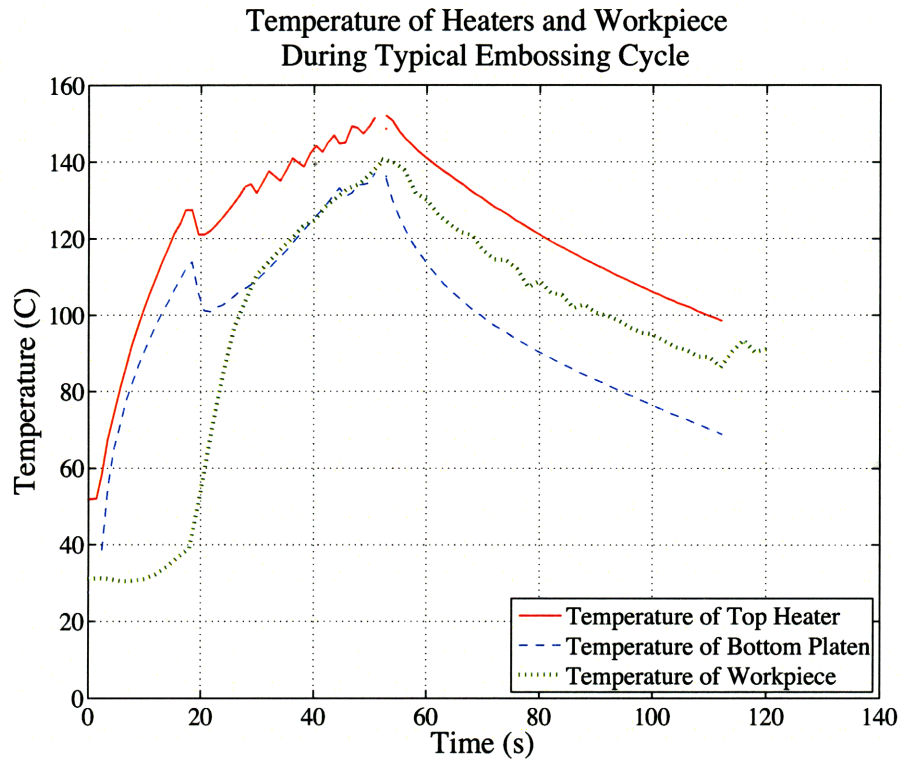 Temperature of Heaters and Workpiece
During Typical Embossing Cycle
160
140
120
100
80
60
40
20
0
Temperature (C)
Temperature of Top Heater
Temperature of Bottom Platen
Temperature of Workpiece
0 20 40 60 80 100 120 140
Time (s)